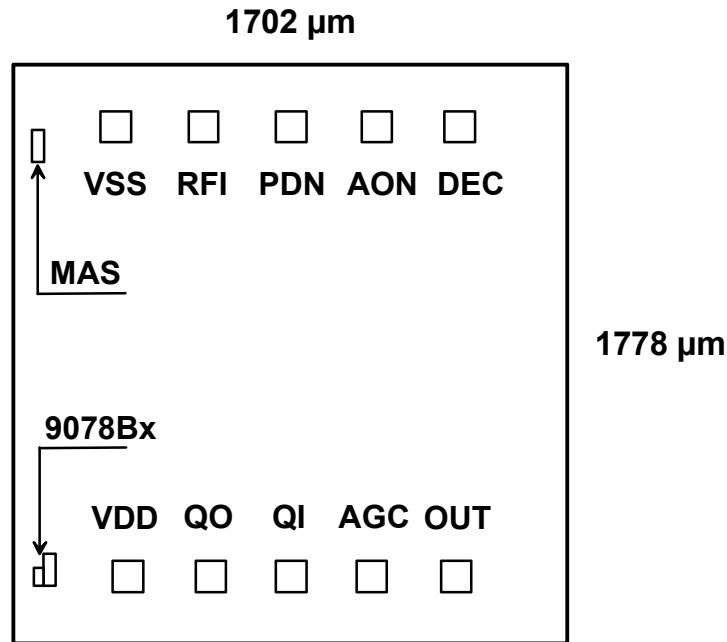 1702 µm
VSS RFI PDN AON DEC
MAS
1778 µm
9078Bx
VDD QO QI AGC OUT